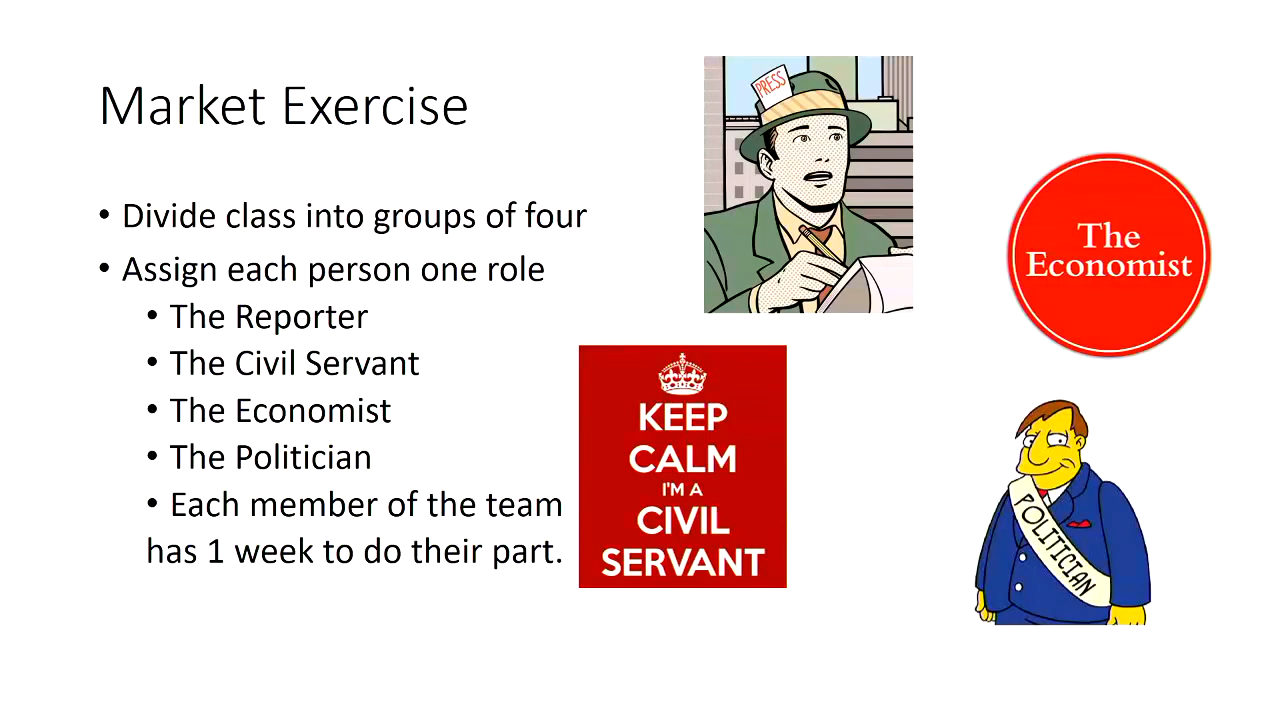 Market Exercise
• Divide class into groups of four
• Assign each person one role
• The Reporter
• The Civil Servant
• The Economist
• The Politician
• Each member of the team
has 1 week to do their part.
PRESS
The
Economist
KEEP
CALM
I'M A
CIVIL
SERVANT
POLITICIAN